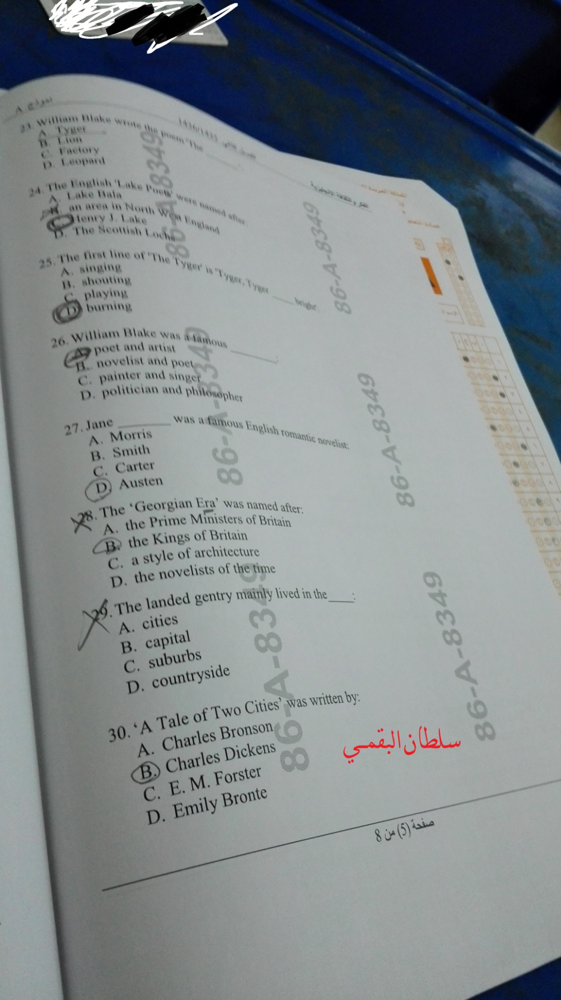 نموذج A
1436/1435
23. William Blake wrote the poem 'The ______':
A. Tyger
B. Lion
C. Factory
D. Leopard
24. The English 'Lake Poets' were named after
A. Lake Bala
B. an area in North West England
C. Henry J. Lake
D. The Scottish Lochs
25. The first line of 'The Tyger' is 'Tyger, Tyger ____ bright':
A. singing
B. shouting
C. playing
D. burning
26. William Blake was a famous ________:
A. poet and artist
B. novelist and poet
C. painter and singer
D. politician and philosopher
27. Jane ________ was a famous English romantic novelist:
A. Morris
B. Smith
C. Carter
D. Austen
28. The ‘Georgian Era’ was named after:
A. the Prime Ministers of Britain
B. the Kings of Britain
C. a style of architecture
D. the novelists of the time
29. The landed gentry mainly lived in the____:
A. cities
B. capital
C. suburbs
D. countryside
30. ‘A Tale of Two Cities’ was written by:
A. Charles Bronson
B. Charles Dickens
C. E. M. Forster
D. Emily Bronte
سلطان البقمي
صفحة (5) من 8
86-A-8349
86-A-8349
86-A-8349
86-A-8349
86-A-8349
86-A-8349